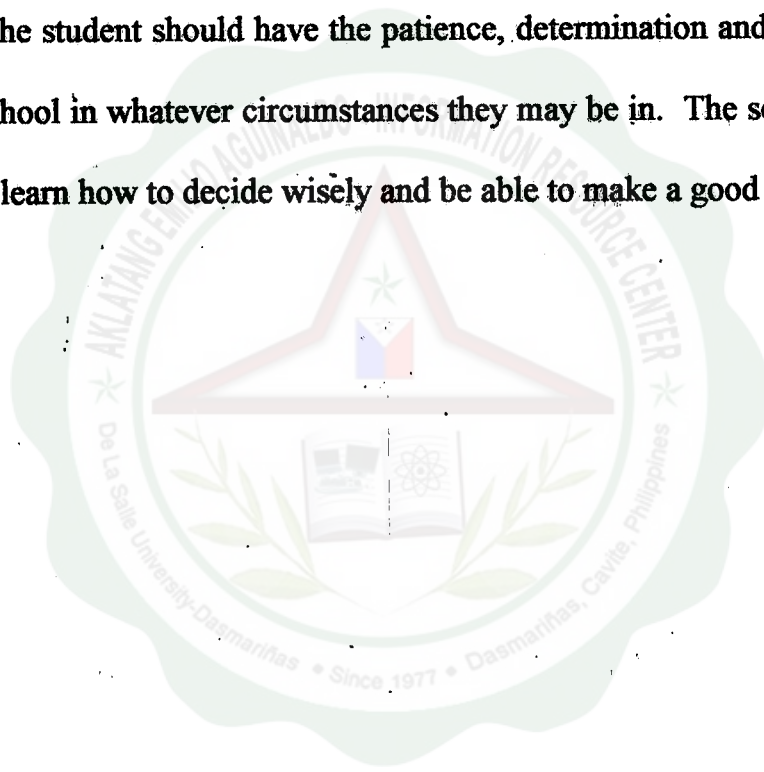 he student should have the patience, determination and
hool in whatever circumstances they may be in. The s
learn how to decide wisely and be able to make a good
AKLATANG EMILIO AGUINALDO - INFORMATION RESOURCE CENTER
De La Salle University-Dasmariñas • Since 1977 • Dasmariñas, Cavite, Philippines